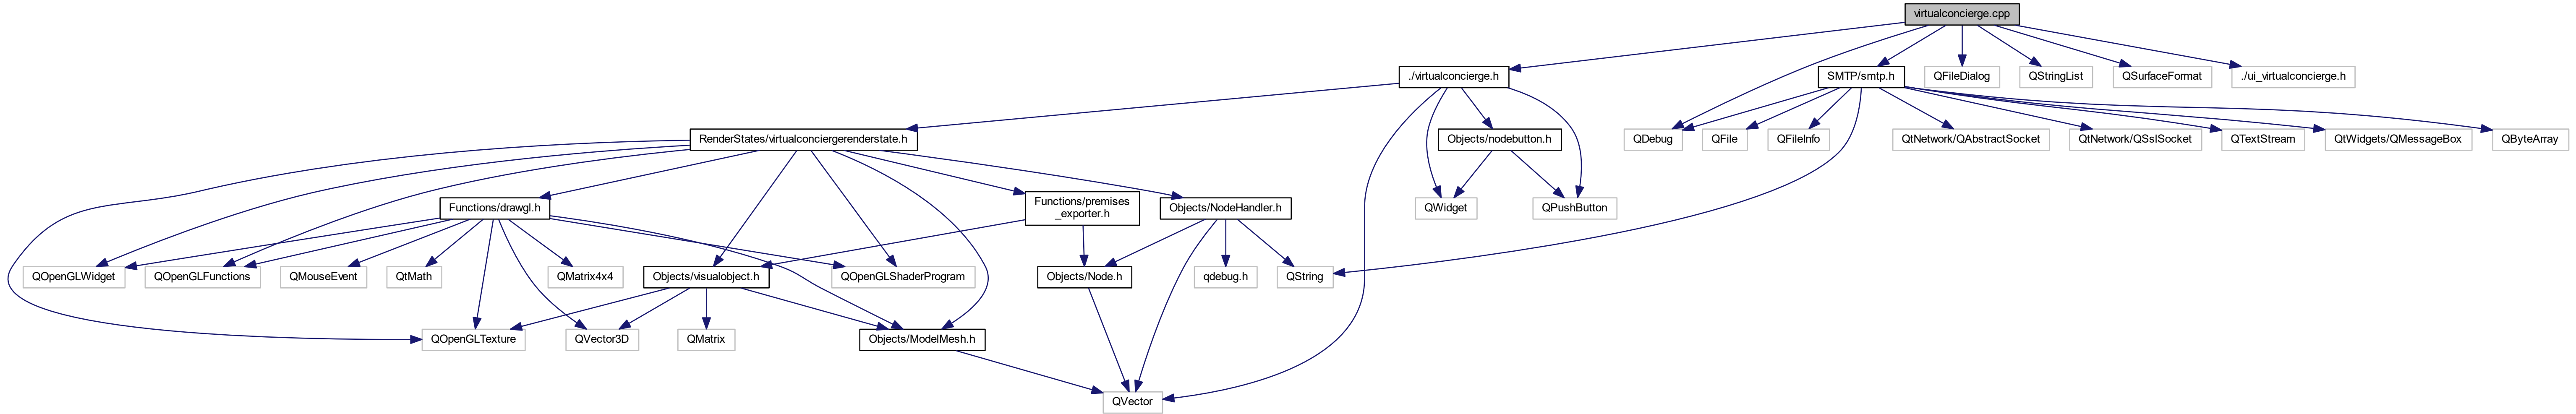 virtualconcierge.cpp
./virtualconcierge.h
SMTP/smtp.h
QFileDialog
QStringList
QSurfaceFormat
./ui_virtualconcierge.h
RenderStates/virtualconciergerenderstate.h
Objects/nodebutton.h
QDebug
QFile
QFileInfo
QtNetwork/QAbstractSocket
QtNetwork/QSslSocket
QTextStream
QtWidgets/QMessageBox
QByteArray
Functions/drawgl.h
Functions/premises
_exporter.h
Objects/NodeHandler.h
QWidget
QPushButton
QOpenGLWidget
QOpenGLFunctions
QMouseEvent
QtMath
QMatrix4x4
Objects/visualobject.h
QOpenGLShaderProgram
Objects/Node.h
qdebug.h
QString
QOpenGLTexture
QVector3D
QMatrix
Objects/ModelMesh.h
QVector